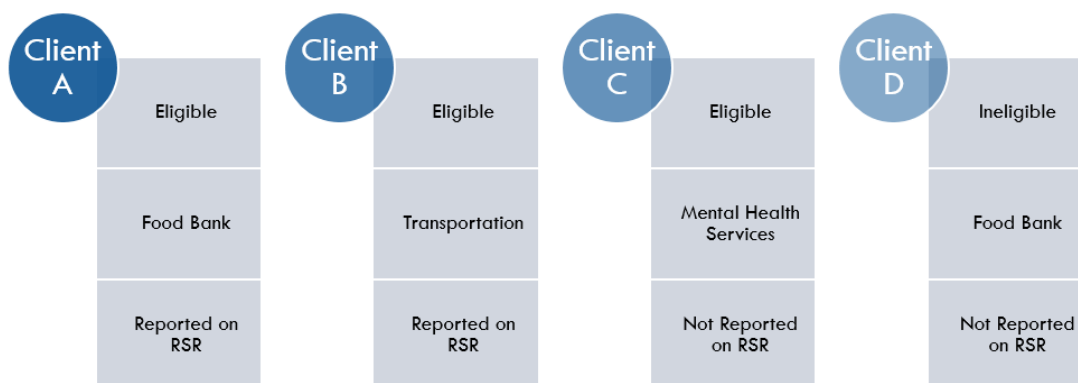 Client
A
Eligible
Food Bank
Reported on
RSR
Client
B
Eligible
Transportation
Reported on
RSR
Client
C
Eligible
Mental Health
Services
Not Reported
on RSR
Client
D
Ineligible
Food Bank
Not Reported
on RSR